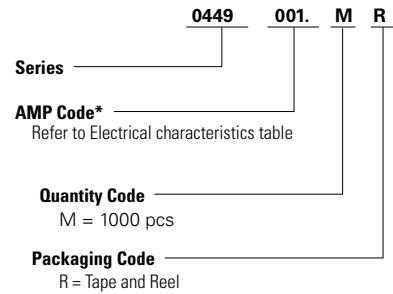 0449 001. M R
Series
AMP Code*
Refer to Electrical characteristics table
Quantity Code
M = 1000 pcs
Packaging Code
R = Tape and Reel